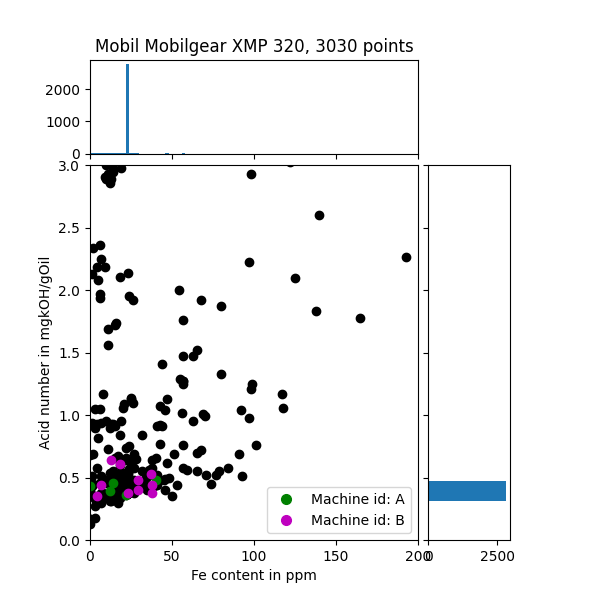 Mobil Mobilgear XMP 320, 3030 points
2000
1000
0
3.0
2.5
2.0
1.5
1.0
0.5
0.0
Acid number in mgkOH/gOil
Machine id: A
Machine id: B
0 50 100 150 200 0 2500
Fe content in ppm